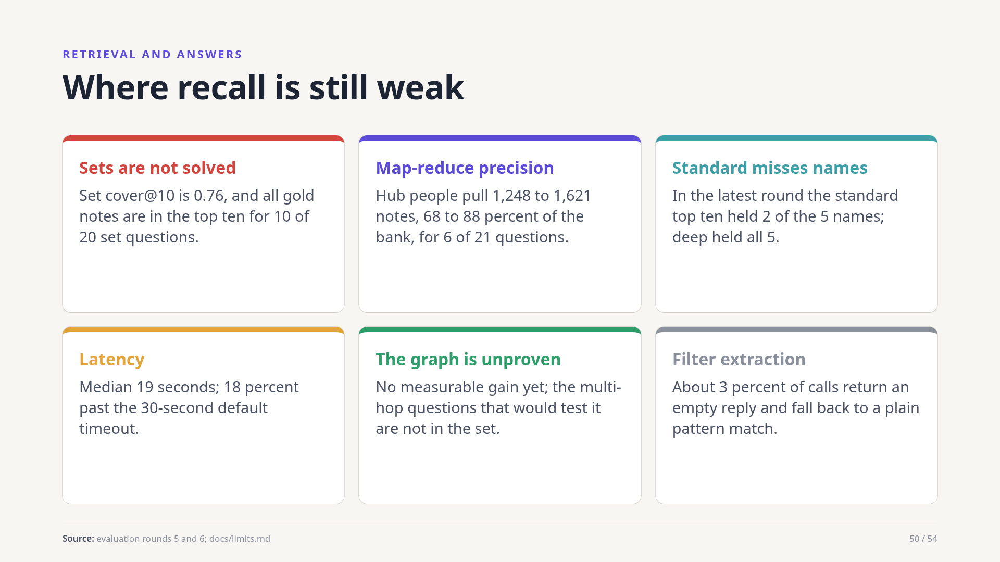 RETRIEVAL AND ANSWERS
Where recall is still weak
Sets are not solved
Set cover@10 is 0.76, and all gold
notes are in the top ten for 10 of
20 set questions.
Map-reduce precision
Hub people pull 1,248 to 1,621
notes, 68 to 88 percent of the
bank, for 6 of 21 questions.
Standard misses names
In the latest round the standard
top ten held 2 of the 5 names;
deep held all 5.
Latency
Median 19 seconds; 18 percent
past the 30-second default
timeout.
The graph is unproven
No measurable gain yet; the multi-
hop questions that would test it
are not in the set.
Filter extraction
About 3 percent of calls return an
empty reply and fall back to a plain
pattern match.
Source: evaluation rounds 5 and 6; docs/limits.md
50 / 54